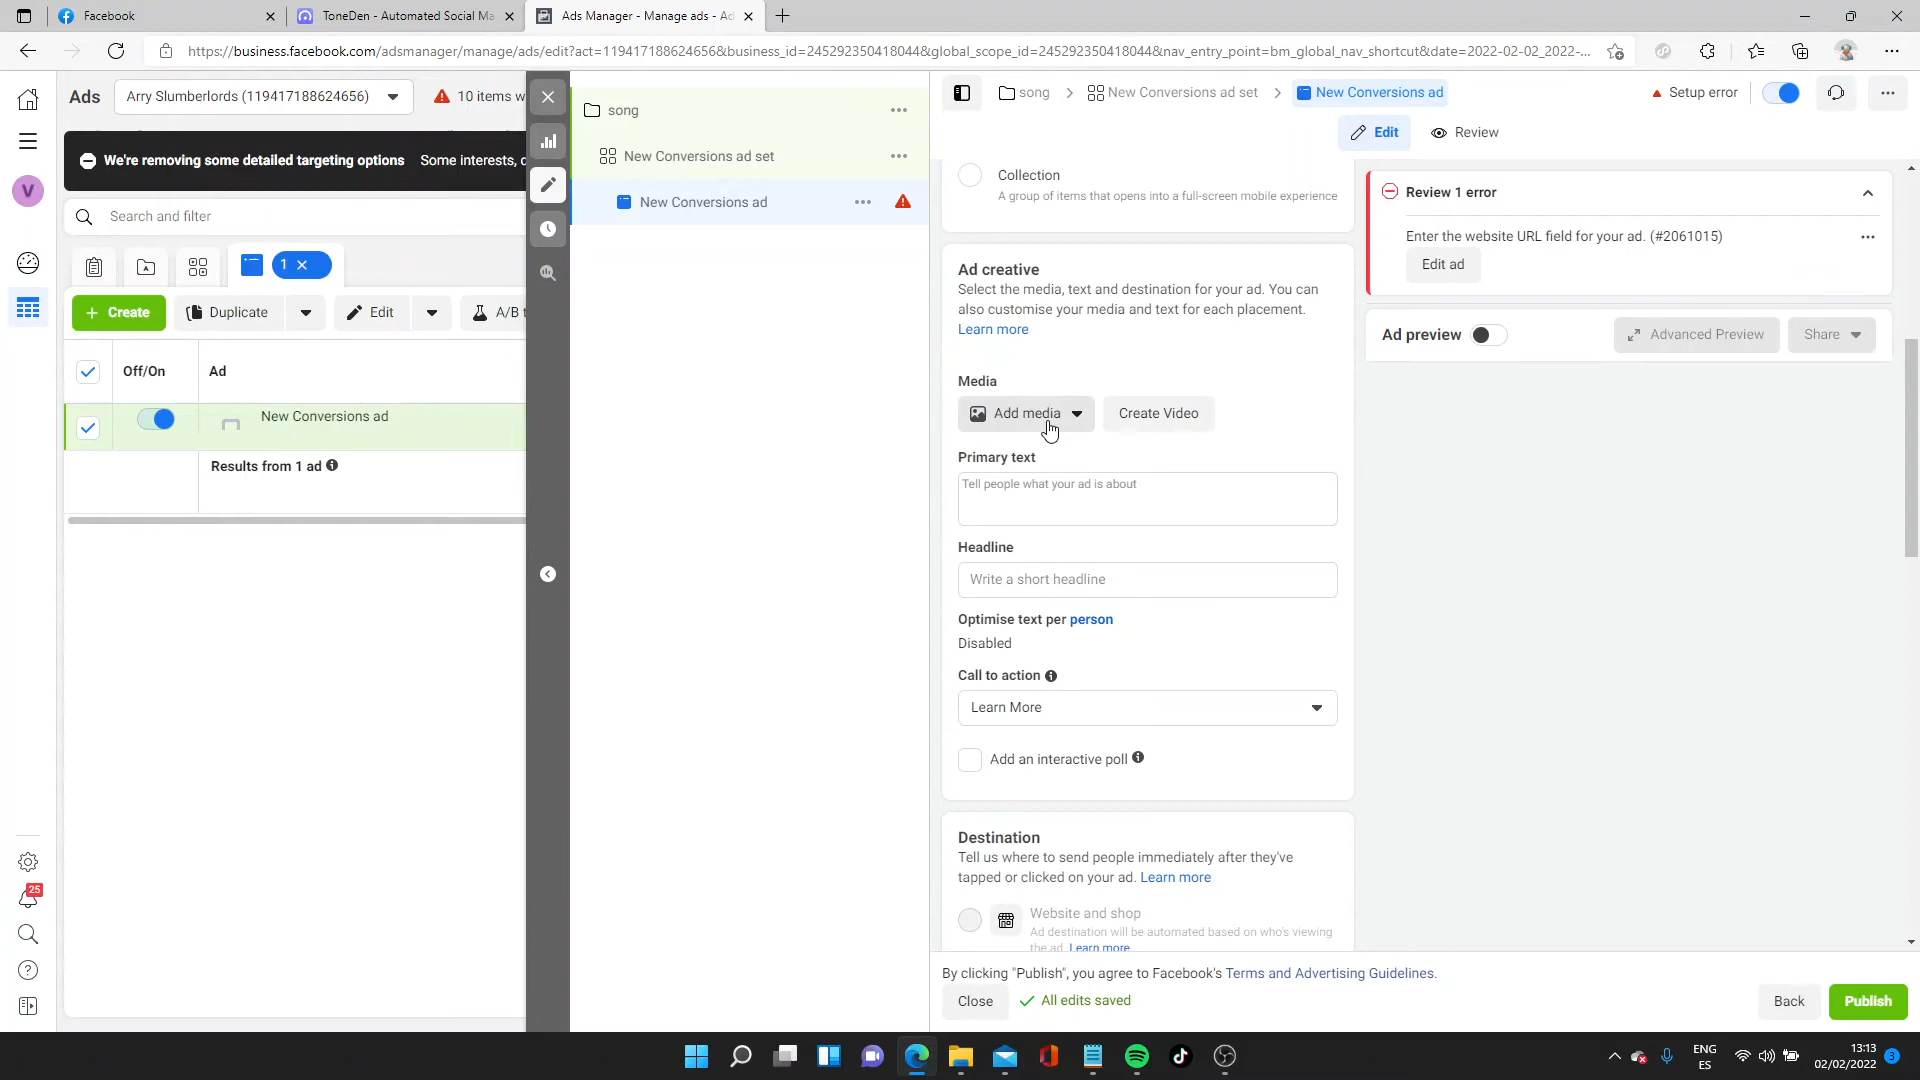 Facebook
ToneDen - Automated Social Ma
Ads Manager - Manage ads - Ad
https://business.facebook.com/adsmanager/manage/ads/edit?act=119417188624656&business_id=245292350418044&global_scope_id=245292350418044&nav_entry_point=bm_global_nav_shortcut&date=2022-02-02_2022-...
Ads
Arry Slumberlords (119417188624656)
10 items w
song
song
New Conversions ad set
New Conversions ad
Setup error
Edit
Review
We're removing some detailed targeting options
Some interests, c
New Conversions ad set
New Conversions ad
V
Search and filter
1
Create
Duplicate
Edit
A/B t
Off/On
Ad
New Conversions ad
Results from 1 ad
Collection
A group of items that opens into a full-screen mobile experience
Ad creative
Select the media, text and destination for your ad. You can
also customise your media and text for each placement.
Learn more
Media
Add media
Create Video
Primary text
Tell people what your ad is about
Headline
Write a short headline
Optimise text per person
Disabled
Call to action
Learn More
Add an interactive poll
Destination
Tell us where to send people immediately after they've
tapped or clicked on your ad. Learn more
Website and shop
Ad destination will be automated based on who's viewing
the ad. Learn more
Review 1 error
Enter the website URL field for your ad. (#2061015)
Edit ad
Ad preview
Advanced Preview
Share
By clicking "Publish", you agree to Facebook's Terms and Advertising Guidelines.
Close
All edits saved
Back
Publish
25
ENG
ES
13:13
02/02/2022
3